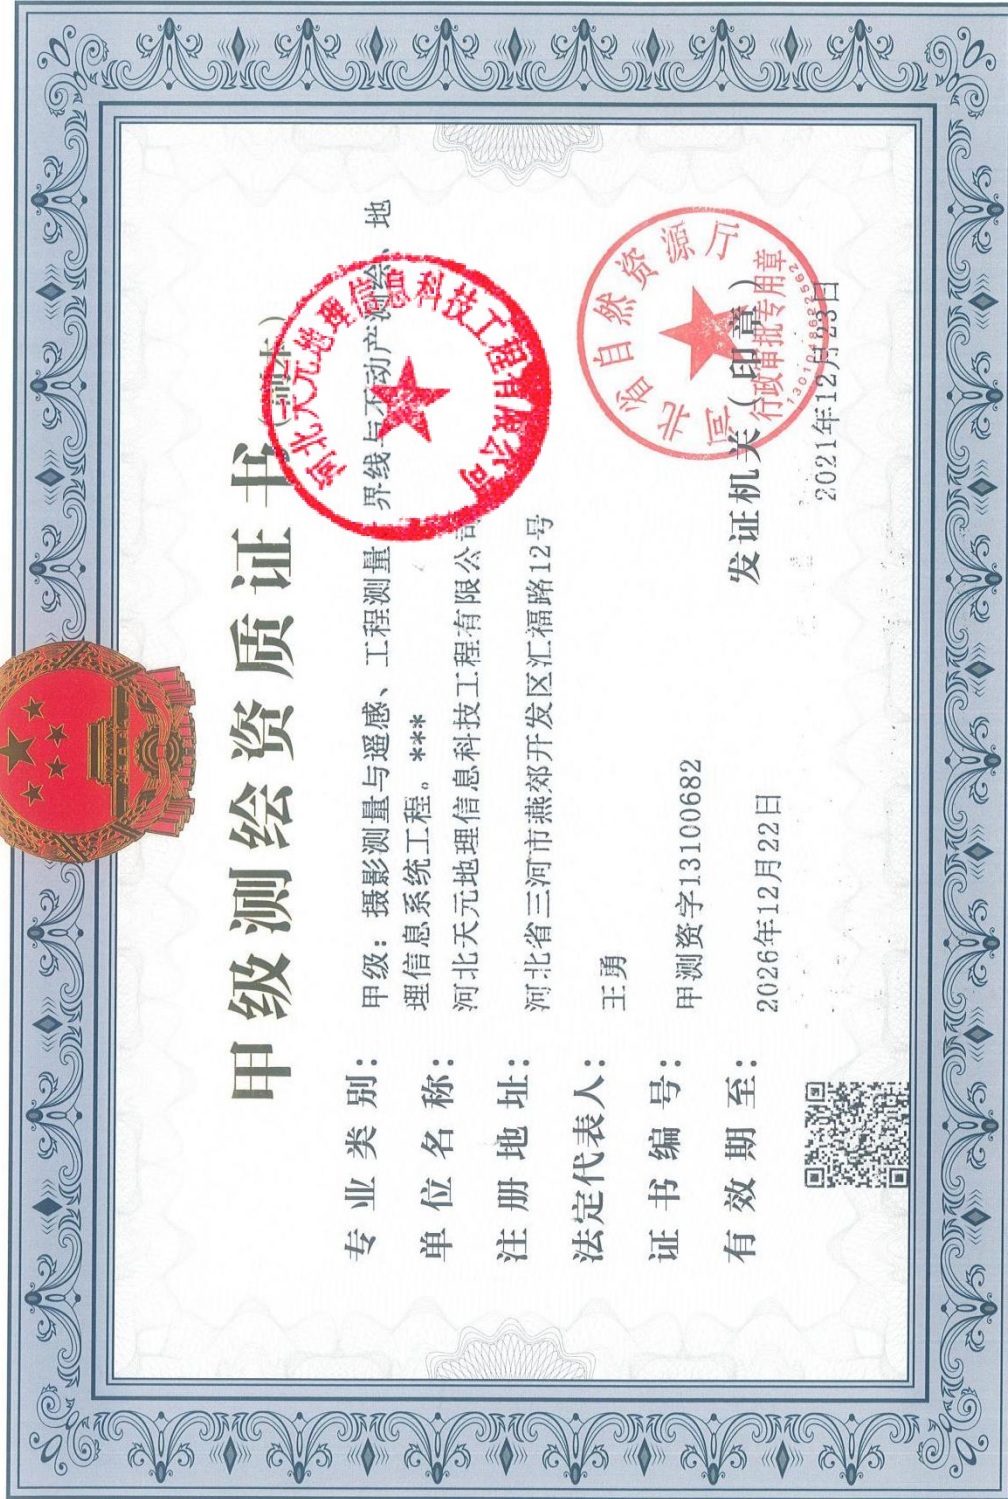 甲级测绘资质证书（副本）
专业类别：甲级：摄影测量与遥感、工程测量、界线与不动产测绘、地
理信息系统工程。***
单位名称：河北天元地理信息科技工程有限公司
注册地址：河北省三河市燕郊开发区汇福路12号
法定代表人：王勇
证书编号：甲测资字13100682
有效期至：2026年12月22日
发证机关（印章）
2021年12月23日
河北天元地理信息科技工程有限公司
河北省自然资源厅
行政审批专用章